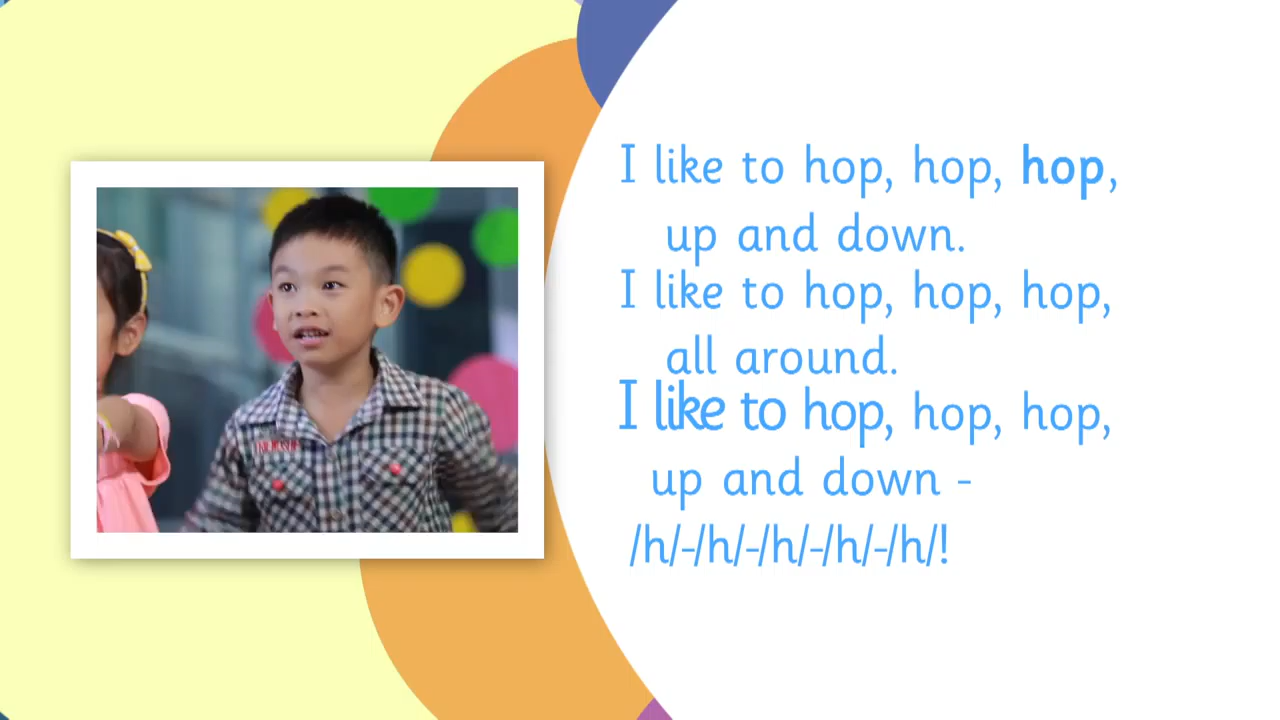 I like to hop, hop, hop,
up and down.
I like to hop, hop, hop,
all around.
I like to hop, hop, hop,
up and down -
/h/-/h/-/h/-/h/-/h/!